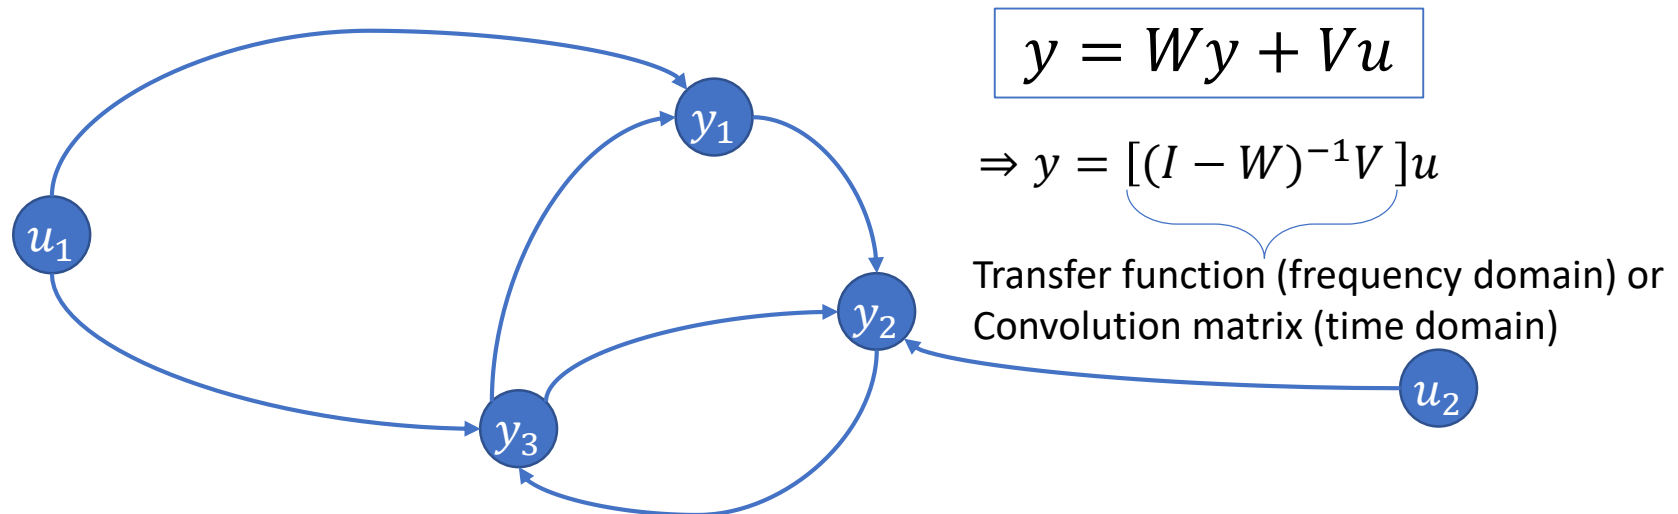 y = Wy + Vu
⇒ y = [(I − W)⁻¹V ]u
Transfer function (frequency domain) or
Convolution matrix (time domain)
y₁
u₁
y₂
u₂
y₃